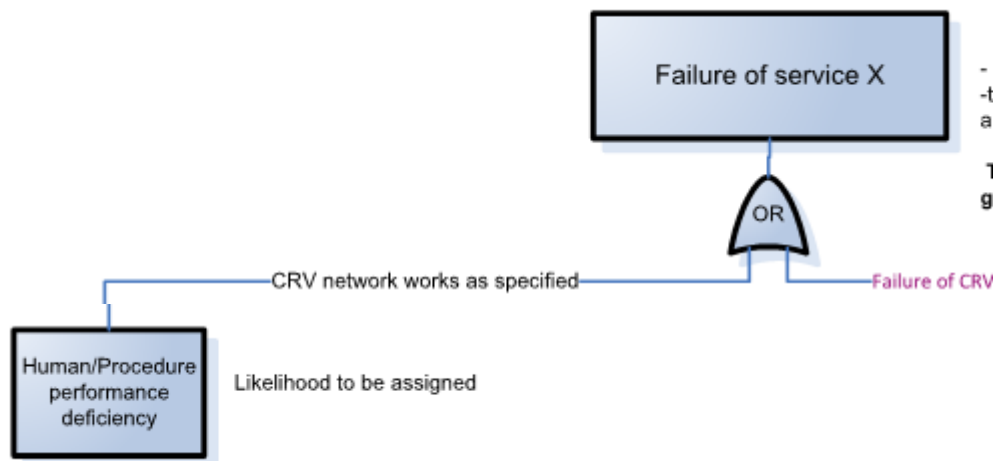 Failure of service X
-
-t
a
T
g
OR
CRV network works as specified
Failure of CRV
Human/Procedure
performance
deficiency
Likelihood to be assigned